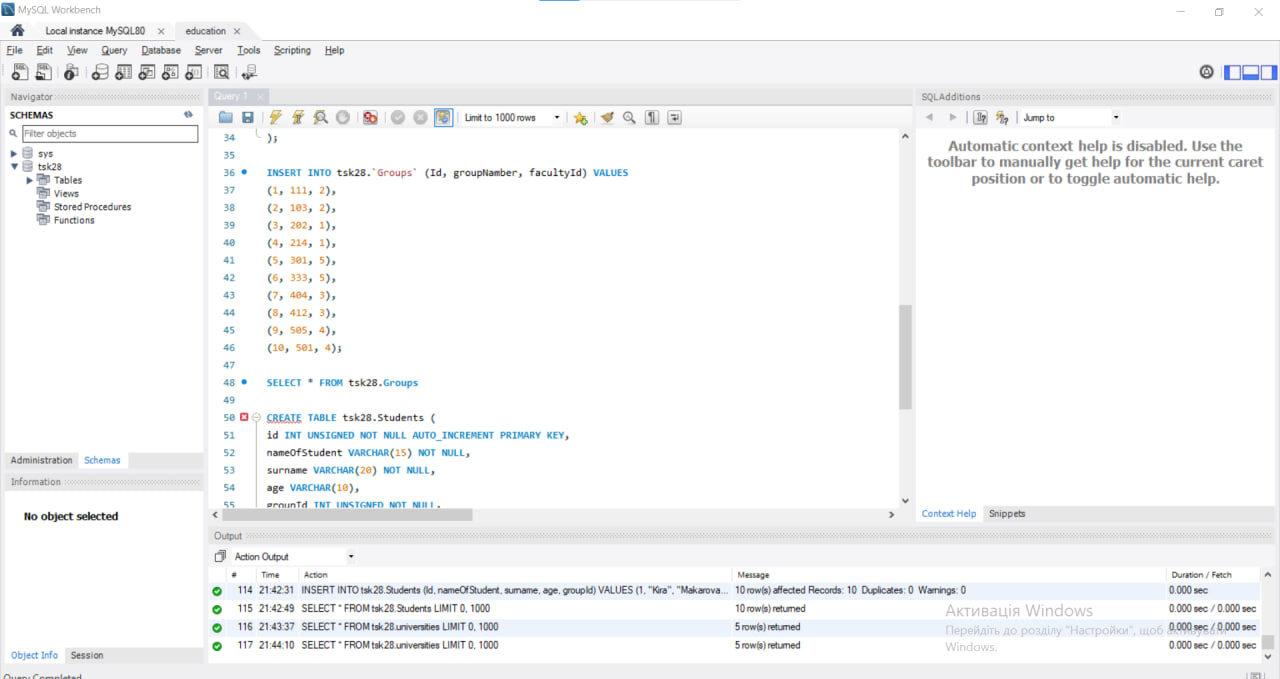 MySQL Workbench
Local instance MySQL80
education
File Edit View Query Database Server Tools Scripting Help
Navigator
SCHEMAS
Filter objects
sys
tsk28
Tables
Views
Stored Procedures
Functions
Administration Schemas
Information
No object selected
Object Info Session
Query Completed
Query 1
Limit to 1000 rows
34 );
35
36 INSERT INTO tsk28.`Groups` (Id, groupNamber, facultyId) VALUES
37 (1, 111, 2),
38 (2, 103, 2),
39 (3, 202, 1),
40 (4, 214, 1),
41 (5, 301, 5),
42 (6, 333, 5),
43 (7, 404, 3),
44 (8, 412, 3),
45 (9, 505, 4),
46 (10, 501, 4);
47
48 SELECT * FROM tsk28.Groups
49
50 CREATE TABLE tsk28.Students (
51 id INT UNSIGNED NOT NULL AUTO_INCREMENT PRIMARY KEY,
52 nameOfStudent VARCHAR(15) NOT NULL,
53 surname VARCHAR(20) NOT NULL,
54 age VARCHAR(10),
55 groupId INT UNSIGNED NOT NULL,
SQLAdditions
Jump to
Automatic context help is disabled. Use the
toolbar to manually get help for the current caret
position or to toggle automatic help.
Context Help Snippets
Output
Action Output
# Time Action Message Duration / Fetch
114 21:42:31 INSERT INTO tsk28.Students (Id, nameOfStudent, surname, age, groupId) VALUES (1, "Kira", "Makarova... 10 row(s) affected Records: 10 Duplicates: 0 Warnings: 0 0.000 sec
115 21:42:49 SELECT * FROM tsk28.Students LIMIT 0, 1000 10 row(s) returned 0.000 sec / 0.000 sec
116 21:43:37 SELECT * FROM tsk28.universities LIMIT 0, 1000 5 row(s) returned 0.000 sec / 0.000 sec
117 21:44:10 SELECT * FROM tsk28.universities LIMIT 0, 1000 5 row(s) returned 0.000 sec / 0.000 sec
Активація Windows
Перейдіть до розділу "Настройки", щоб активувати
Windows.